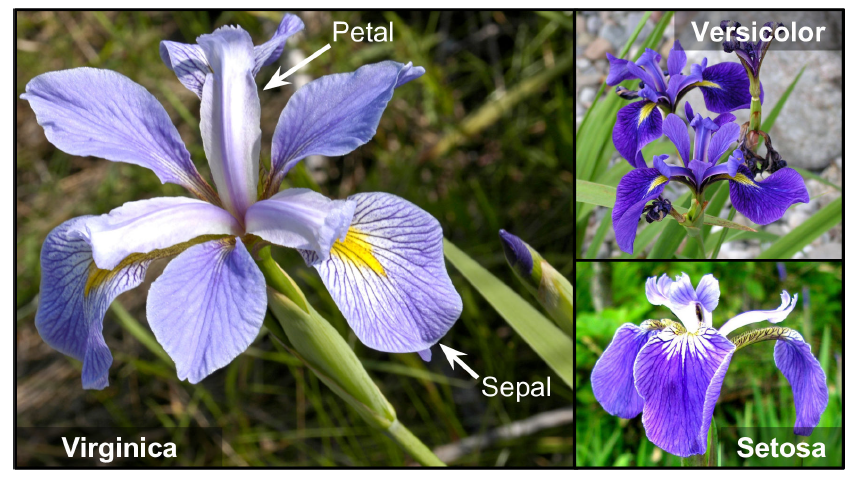 Petal
Sepal
Virginica
Versicolor
Setosa